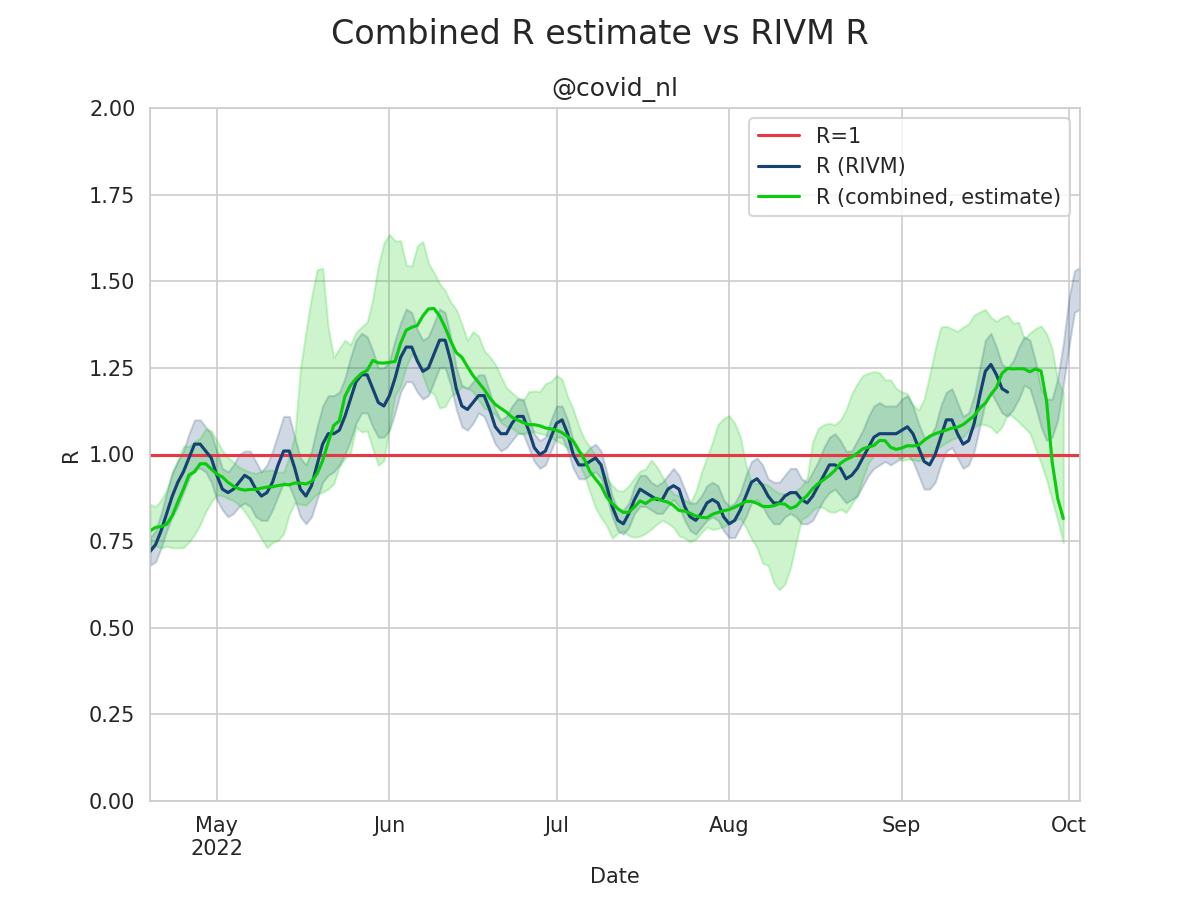 Combined R estimate vs RIVM R
@covid_nl
2.00
1.75
1.50
1.25
1.00
0.75
0.50
0.25
0.00
R
R=1
R (RIVM)
R (combined, estimate)
May Jun Jul Aug Sep Oct
2022
Date